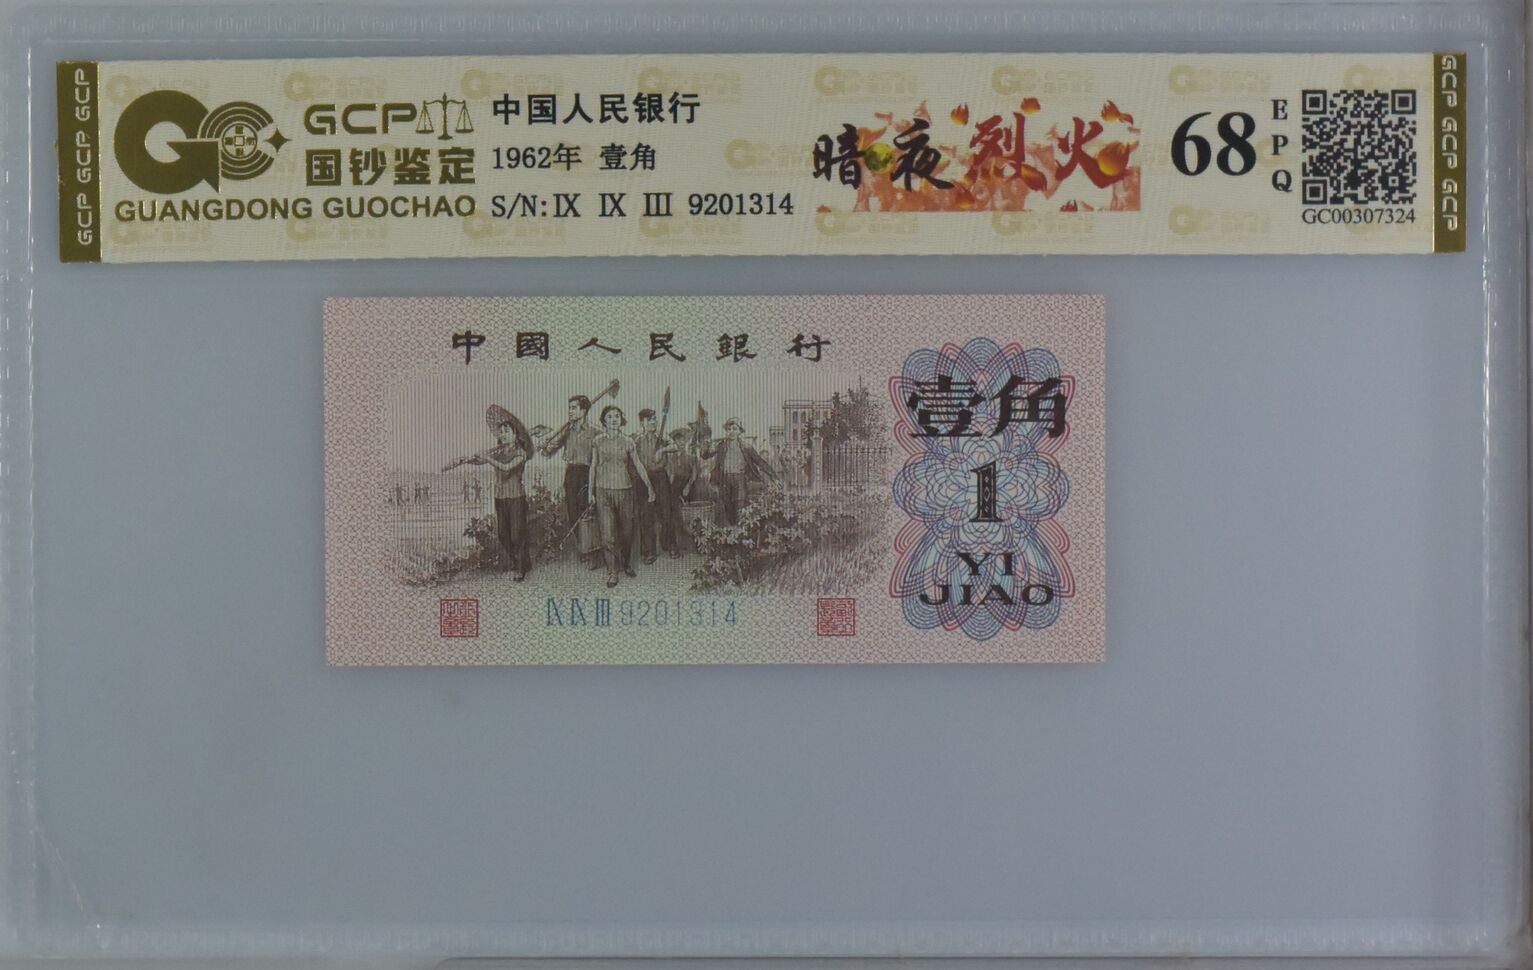 GCP GCP GCP
GCP
国钞鉴定
GUANGDONG GUOCHAO
中国人民银行
1962年 壹角
S/N:IX IX III 9201314
暗夜烈火
68
EPQ
GC00307324
GCP GCP GCP
中國人民銀行
壹角
1
YI
JIAO
IX IX III 9201314